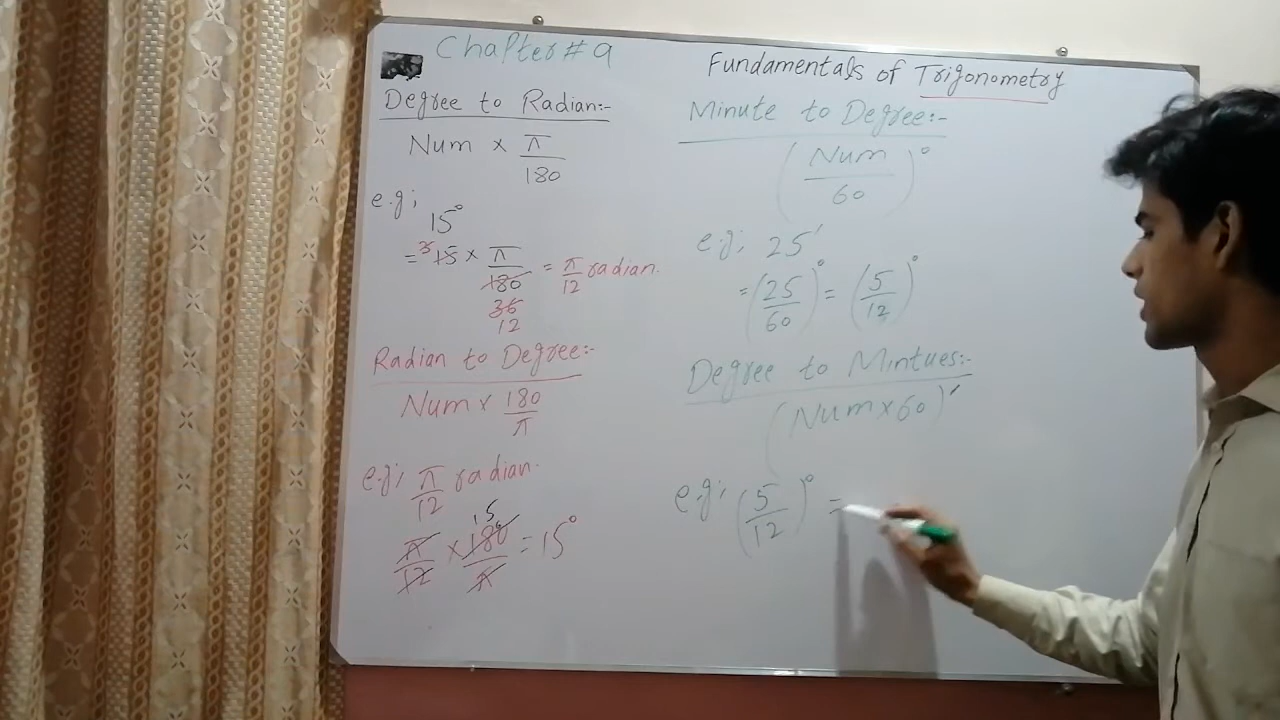 Chapter # 9
Fundamentals of Trigonometry
Degree to Radian:-
Num × π/180
e.g;
15°
= 3 15 × π/180 = π/12 radian.
36
12
Radian to Degree:-
Num × 180/π
e.g; π/12 radian.
15
π/12 × 180/π = 15°
Minute to Degree:-
(Num/60)°
e.g; 25′
= (25/60)° = (5/12)°
Degree to Mintues:-
(Num×60)′
e.g; (5/12)° =